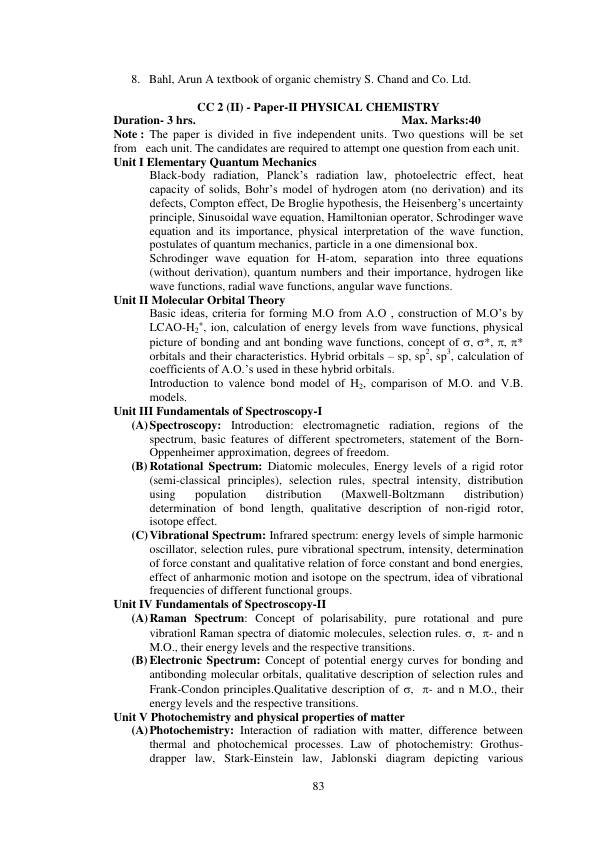 8. Bahl, Arun A textbook of organic chemistry S. Chand and Co. Ltd.
CC 2 (II) - Paper-II PHYSICAL CHEMISTRY
Duration- 3 hrs. Max. Marks:40
Note : The paper is divided in five independent units. Two questions will be set
from each unit. The candidates are required to attempt one question from each unit.
Unit I Elementary Quantum Mechanics
Black-body radiation, Planck's radiation law, photoelectric effect, heat
capacity of solids, Bohr's model of hydrogen atom (no derivation) and its
defects, Compton effect, De Broglie hypothesis, the Heisenberg's uncertainty
principle, Sinusoidal wave equation, Hamiltonian operator, Schrodinger wave
equation and its importance, physical interpretation of the wave function,
postulates of quantum mechanics, particle in a one dimensional box.
Schrodinger wave equation for H-atom, separation into three equations
(without derivation), quantum numbers and their importance, hydrogen like
wave functions, radial wave functions, angular wave functions.
Unit II Molecular Orbital Theory
Basic ideas, criteria for forming M.O from A.O , construction of M.O's by
LCAO-H₂⁺, ion, calculation of energy levels from wave functions, physical
picture of bonding and ant bonding wave functions, concept of σ, σ*, π, π*
orbitals and their characteristics. Hybrid orbitals – sp, sp², sp³, calculation of
coefficients of A.O.'s used in these hybrid orbitals.
Introduction to valence bond model of H₂, comparison of M.O. and V.B.
models.
Unit III Fundamentals of Spectroscopy-I
(A) Spectroscopy: Introduction: electromagnetic radiation, regions of the
spectrum, basic features of different spectrometers, statement of the Born-
Oppenheimer approximation, degrees of freedom.
(B) Rotational Spectrum: Diatomic molecules, Energy levels of a rigid rotor
(semi-classical principles), selection rules, spectral intensity, distribution
using population distribution (Maxwell-Boltzmann distribution)
determination of bond length, qualitative description of non-rigid rotor,
isotope effect.
(C) Vibrational Spectrum: Infrared spectrum: energy levels of simple harmonic
oscillator, selection rules, pure vibrational spectrum, intensity, determination
of force constant and qualitative relation of force constant and bond energies,
effect of anharmonic motion and isotope on the spectrum, idea of vibrational
frequencies of different functional groups.
Unit IV Fundamentals of Spectroscopy-II
(A) Raman Spectrum: Concept of polarisability, pure rotational and pure
vibrationl Raman spectra of diatomic molecules, selection rules. σ, π- and n
M.O., their energy levels and the respective transitions.
(B) Electronic Spectrum: Concept of potential energy curves for bonding and
antibonding molecular orbitals, qualitative description of selection rules and
Frank-Condon principles.Qualitative description of σ, π- and n M.O., their
energy levels and the respective transitions.
Unit V Photochemistry and physical properties of matter
(A) Photochemistry: Interaction of radiation with matter, difference between
thermal and photochemical processes. Law of photochemistry: Grothus-
drapper law, Stark-Einstein law, Jablonski diagram depicting various
83